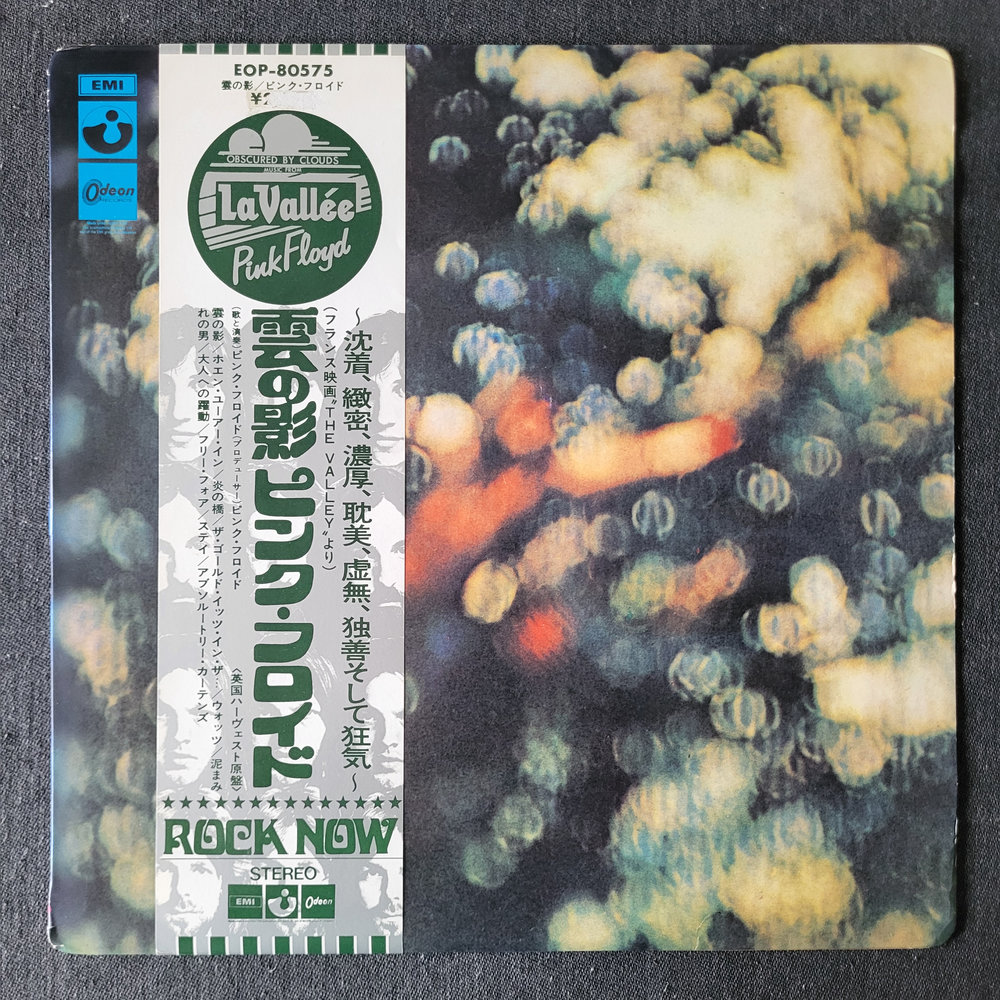 EMI
Odeon
RECORDS
EOP-80575
雲の影／ピンク・フロイド
¥
OBSCURED BY CLOUDS
MUSIC FROM
La Vallée
Pink Floyd
〜沈着、緻密、濃厚、耽美、虚無、独善そして狂気〜
(フランス映画〝THE VALLEY〟より)
雲の影 ピンク・フロイド
(歌と演奏)ピンク・フロイド(プロデューサー)ピンク・フロイド 〈英国ハーヴェスト原盤〉
雲の影／ホエン・ユーアー・イン／炎の橋／ザ・ゴールド・イッツ・イン・ザ…／ウォッツ／泥まみ
れの男／大人への躍動／フリー・フォア／ステイ／アブソルートリー・カーテンズ
ROCK NOW
STEREO
EMI
Odeon